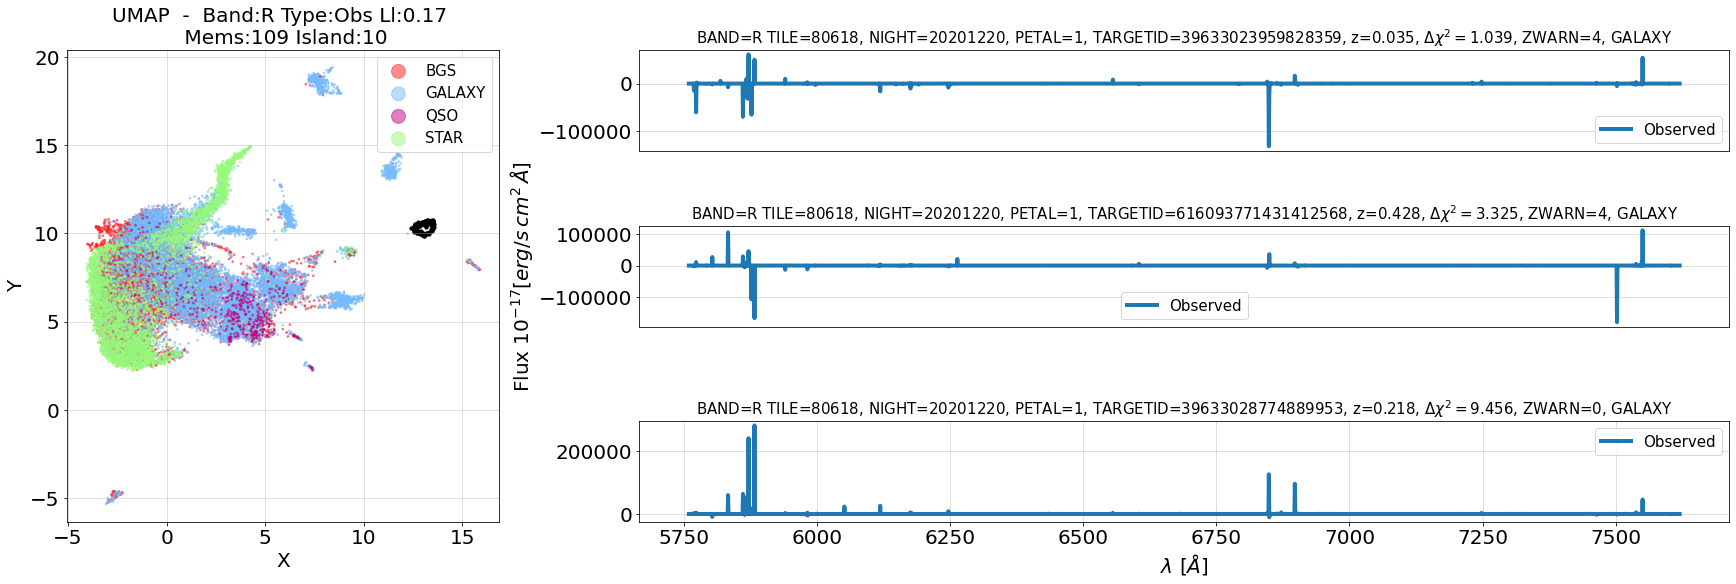 UMAP - Band:R Type:Obs Ll:0.17
Mems:109 Island:10
BGS
GALAXY
QSO
STAR
20
15
10
5
0
−5
Y
−5 0 5 10 15
X
BAND=R TILE=80618, NIGHT=20201220, PETAL=1, TARGETID=39633023959828359, z=0.035, Δχ² = 1.039, ZWARN=4, GALAXY
0
−100000
Observed
BAND=R TILE=80618, NIGHT=20201220, PETAL=1, TARGETID=616093771431412568, z=0.428, Δχ² = 3.325, ZWARN=4, GALAXY
100000
0
−100000
Observed
Flux 10⁻¹⁷[erg/s cm² Å]
BAND=R TILE=80618, NIGHT=20201220, PETAL=1, TARGETID=39633028774889953, z=0.218, Δχ² = 9.456, ZWARN=0, GALAXY
200000
0
Observed
5750 6000 6250 6500 6750 7000 7250 7500
λ [Å]